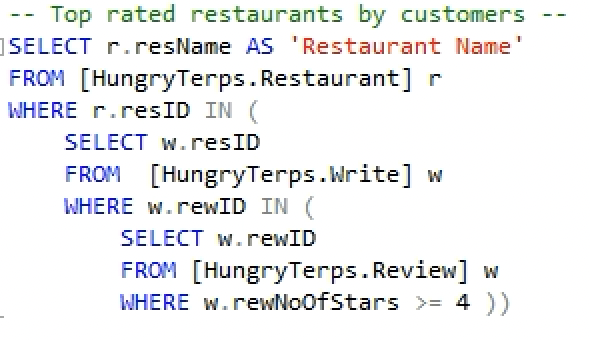 -- Top rated restaurants by customers --
SELECT r.resName AS 'Restaurant Name'
FROM [HungryTerps.Restaurant] r
WHERE r.resID IN (
    SELECT w.resID
    FROM  [HungryTerps.Write] w
    WHERE w.rewID IN (
        SELECT w.rewID
        FROM [HungryTerps.Review] w
        WHERE w.rewNoOfStars >= 4 ))